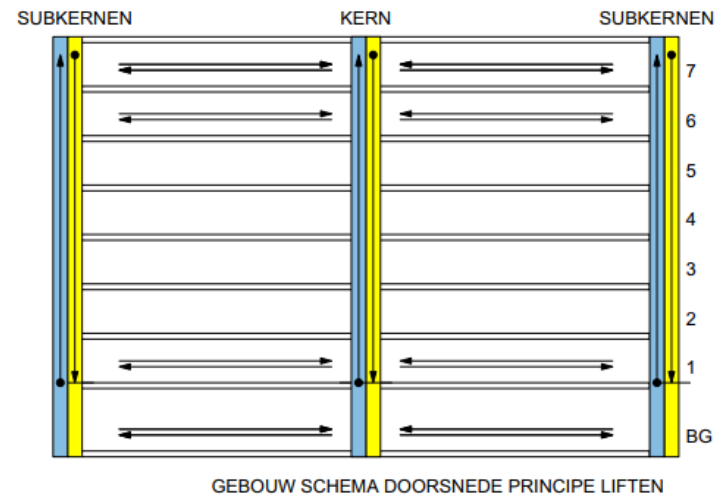 SUBKERNEN KERN SUBKERNEN
7
6
5
4
3
2
1
BG
GEBOUW SCHEMA DOORSNEDE PRINCIPE LIFTEN